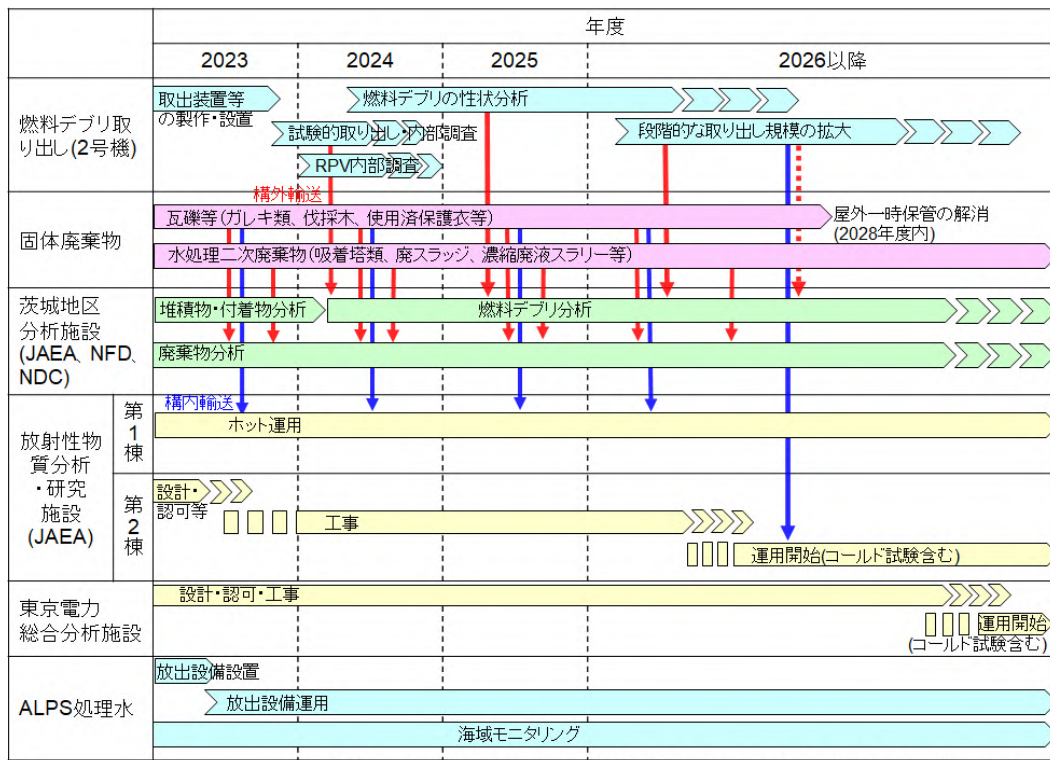 年度
2023
2024
2025
2026以降
燃料デブリ取
り出し(2号機)
取出装置等
の製作・設置
燃料デブリの性状分析
試験的取り出し・内部調査
段階的な取り出し規模の拡大
RPV内部調査
構外輸送
固体廃棄物
瓦礫等(ガレキ類、伐採木、使用済保護衣等)
屋外一時保管の解消
(2028年度内)
水処理二次廃棄物(吸着塔類、廃スラッジ、濃縮廃液スラリー等)
茨城地区
分析施設
(JAEA、NFD、
NDC)
堆積物・付着物分析
燃料デブリ分析
廃棄物分析
放射性物
質分析
・研究
施設
(JAEA)
第
1
棟
構内輸送
ホット運用
第
2
棟
設計・
認可等
工事
運用開始(コールド試験含む)
東京電力
総合分析施設
設計・認可・工事
運用開始
(コールド試験含む)
ALPS処理水
放出設備設置
放出設備運用
海域モニタリング